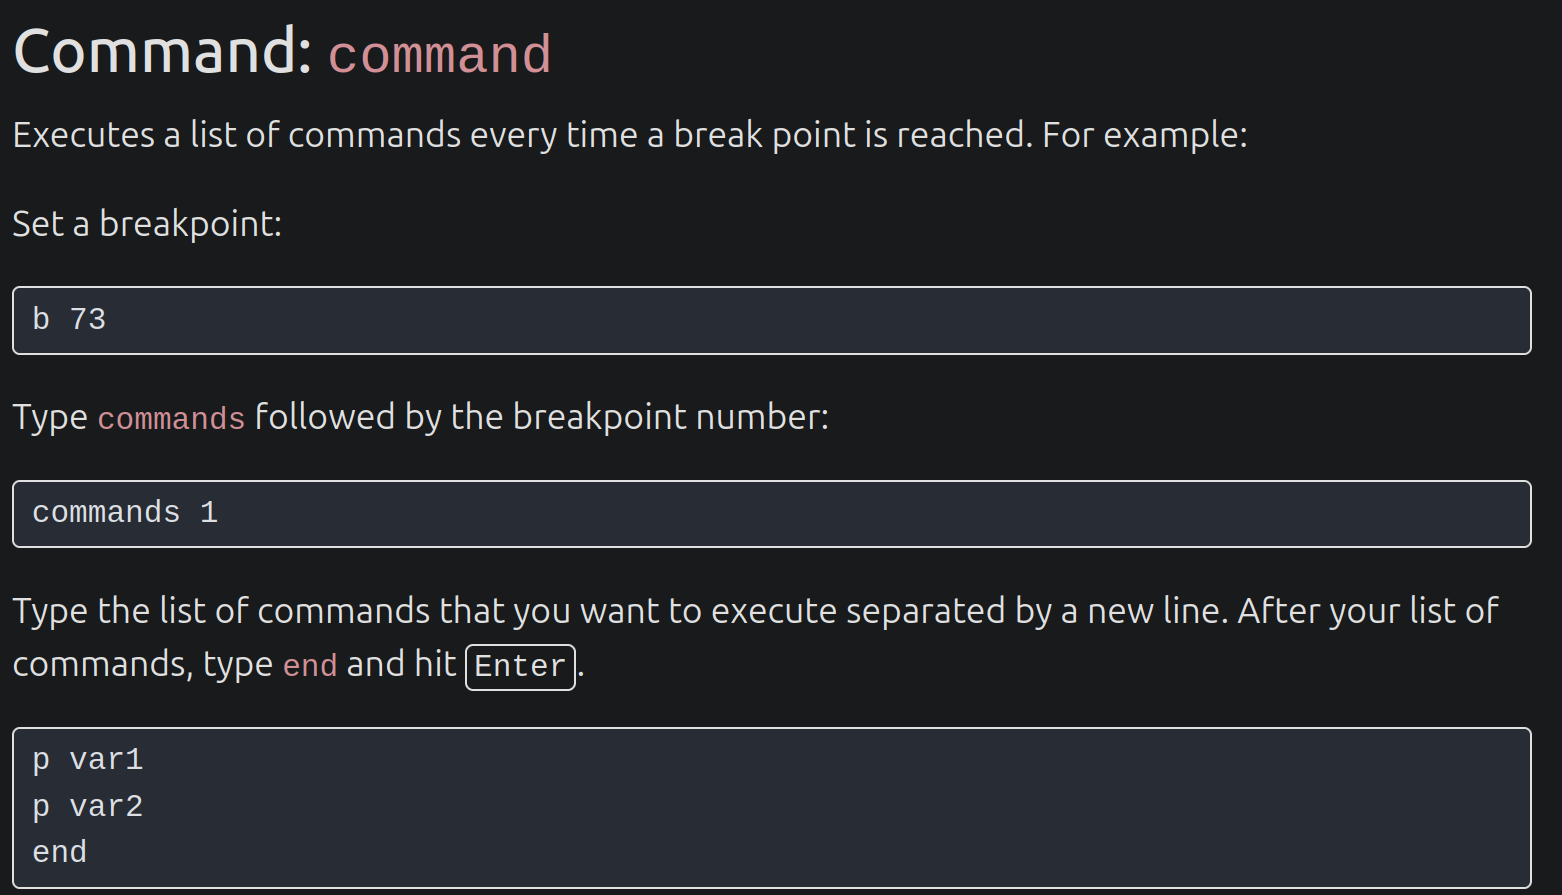 Command: command
Executes a list of commands every time a break point is reached. For example:
Set a breakpoint:
b 73
Type commands followed by the breakpoint number:
commands 1
Type the list of commands that you want to execute separated by a new line. After your list of
commands, type end and hit Enter.
p var1
p var2
end